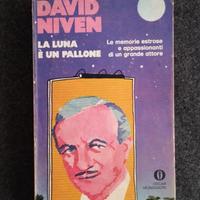 DAVID
NIVEN
LA LUNA
È UN PALLONE
Le memorie estrose
e appassionanti
di un grande attore
OSCAR
MONDADORI